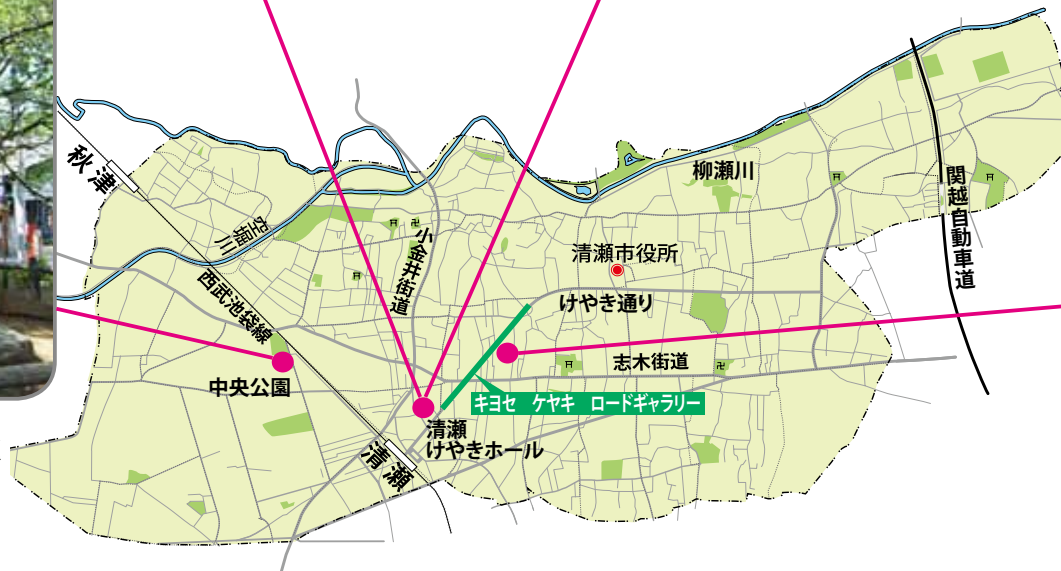 秋津
空堀川
西武池袋線
小金井街道
柳瀬川
関越自動車道
清瀬市役所
けやき通り
志木街道
中央公園
キヨセ　ケヤキ　ロードギャラリー
清瀬
けやきホール
清瀬